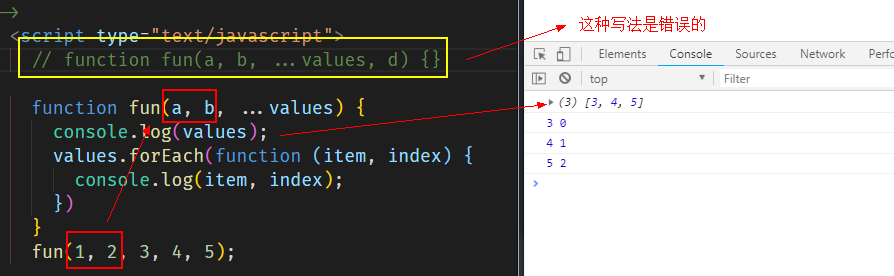 -->
<script type="text/javascript">
// function fun(a, b, ...values, d) {}
function fun(a, b, ...values) {
console.log(values);
values.forEach(function (item, index) {
console.log(item, index);
})
}
fun(1, 2, 3, 4, 5);
这种写法是错误的
Elements Console Sources Network Perfo
top Filter
(3) [3, 4, 5]
3 0
4 1
5 2